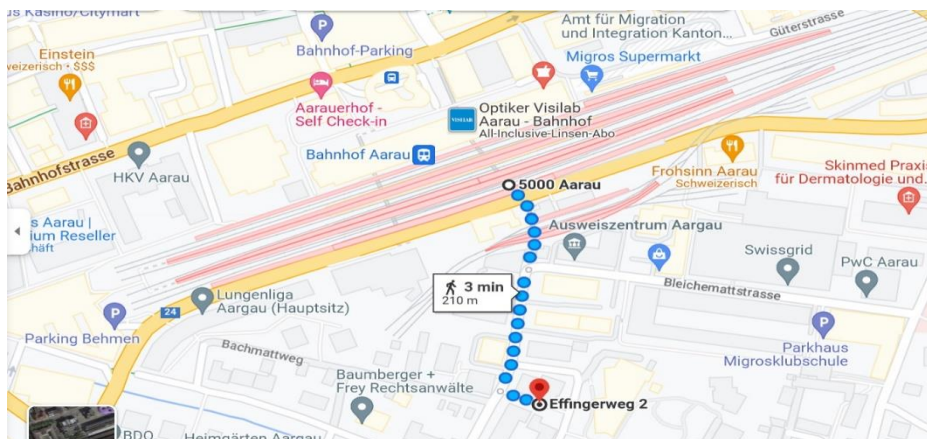 us Kasino/Citymart
Einstein
weizerisch • $$$
Bahnhof-Parking
Aarauerhof -
Self Check-in
Bahnhof Aarau
Bahnhofstrasse
HKV Aarau
Optiker Visilab
Aarau - Bahnhof
All-Inclusive-Linsen-Abo
VISILAB
Amt für Migration
und Integration Kanton...
Güterstrasse
Migros Supermarkt
5000 Aarau
Frohsinn Aarau
Schweizerisch
Skinmed Praxis
für Dermatologie und...
s Aarau |
ium Reseller
häft
Ausweiszentrum Aargau
Swissgrid
PwC Aarau
Bleichemattstrasse
3 min
210 m
Lungenliga
Aargau (Hauptsitz)
24
Parking Behmen
Bachmattweg
Baumberger +
Frey Rechtsanwälte
Parkhaus
Migrosklubschule
Effingerweg 2
BDO
Heimgärten Aargau